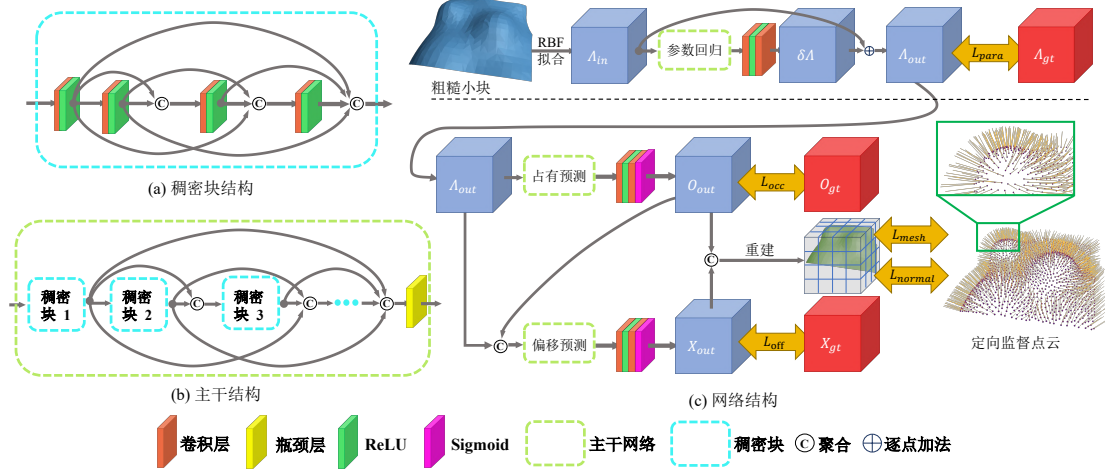 RBF
拟合
Λin
参数回归
δΛ
Λout
Lpara
Λgt
粗糙小块
C
C
C
(a) 稠密块结构
Λout
占有预测
Oout
Locc
Ogt
C
重建
Lmesh
Lnormal
C
偏移预测
Xout
Loff
Xgt
定向监督点云
(c) 网络结构
稠密
块 1
稠密
块 2
C
稠密
块 3
C
C
(b) 主干结构
卷积层
瓶颈层
ReLU
Sigmoid
主干网络
稠密块
C 聚合
逐点加法